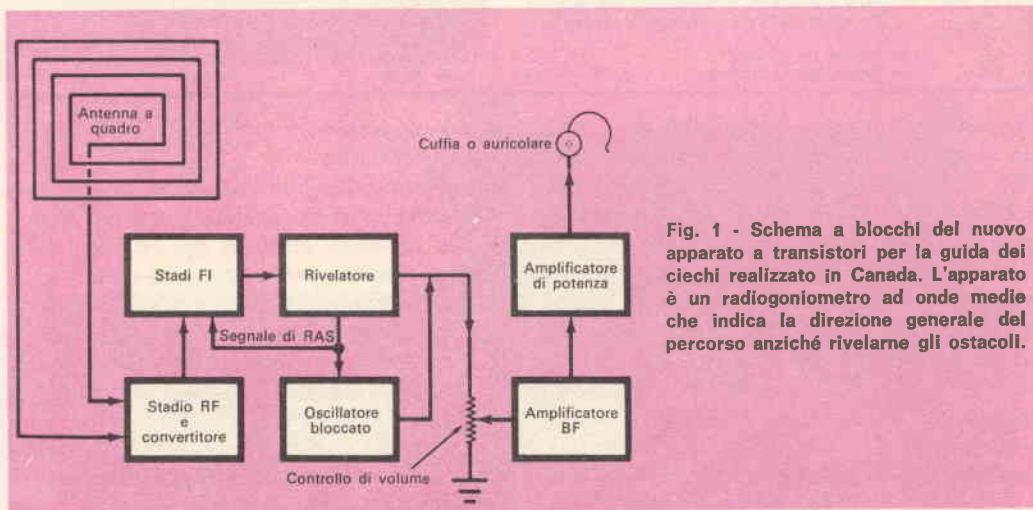 Antenna a
quadro
Cuffia o auricolare
Stadi FI
Rivelatore
Amplificatore
di potenza
Segnale di RAS
Stadio RF
e
convertitore
Oscillatore
bloccato
Amplificatore
BF
Controllo di volume
Fig. 1 - Schema a blocchi del nuovo
apparato a transistori per la guida dei
ciechi realizzato in Canada. L'apparato
è un radiogoniometro ad onde medie
che indica la direzione generale del
percorso anziché rivelarne gli ostacoli.